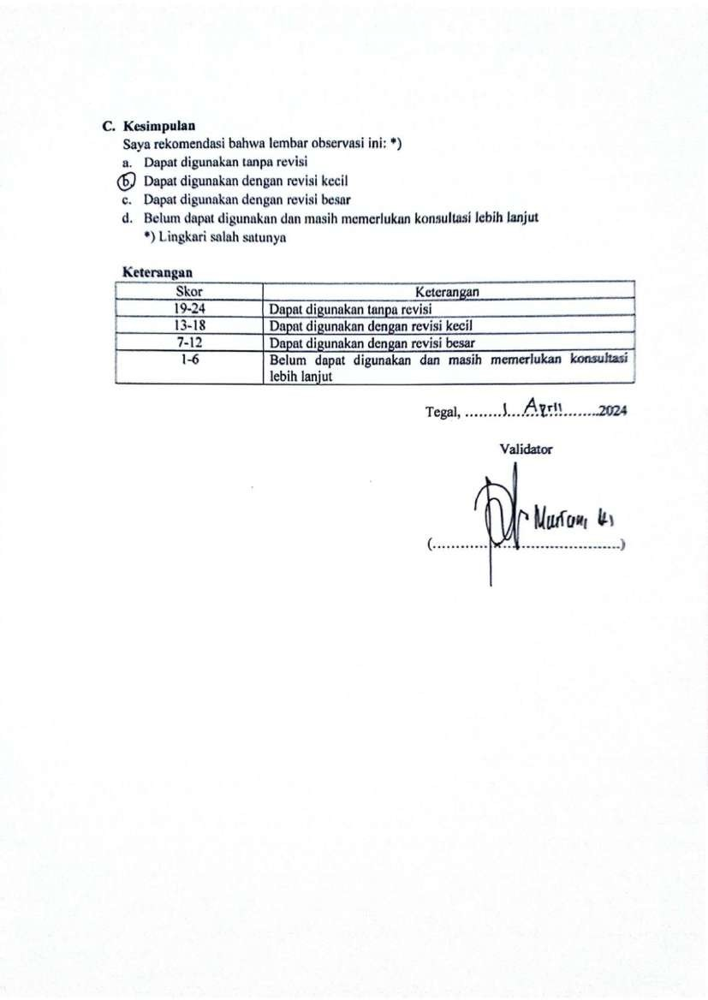 C. Kesimpulan
Saya rekomendasi bahwa lembar observasi ini: *)
a. Dapat digunakan tanpa revisi
b. Dapat digunakan dengan revisi kecil
c. Dapat digunakan dengan revisi besar
d. Belum dapat digunakan dan masih memerlukan konsultasi lebih lanjut
*) Lingkari salah satunya
Keterangan
Skor Keterangan
19-24 Dapat digunakan tanpa revisi
13-18 Dapat digunakan dengan revisi kecil
7-12 Dapat digunakan dengan revisi besar
1-6 Belum dapat digunakan dan masih memerlukan konsultasi
lebih lanjut
Tegal, ........1....April........2024
Validator
(........................................)